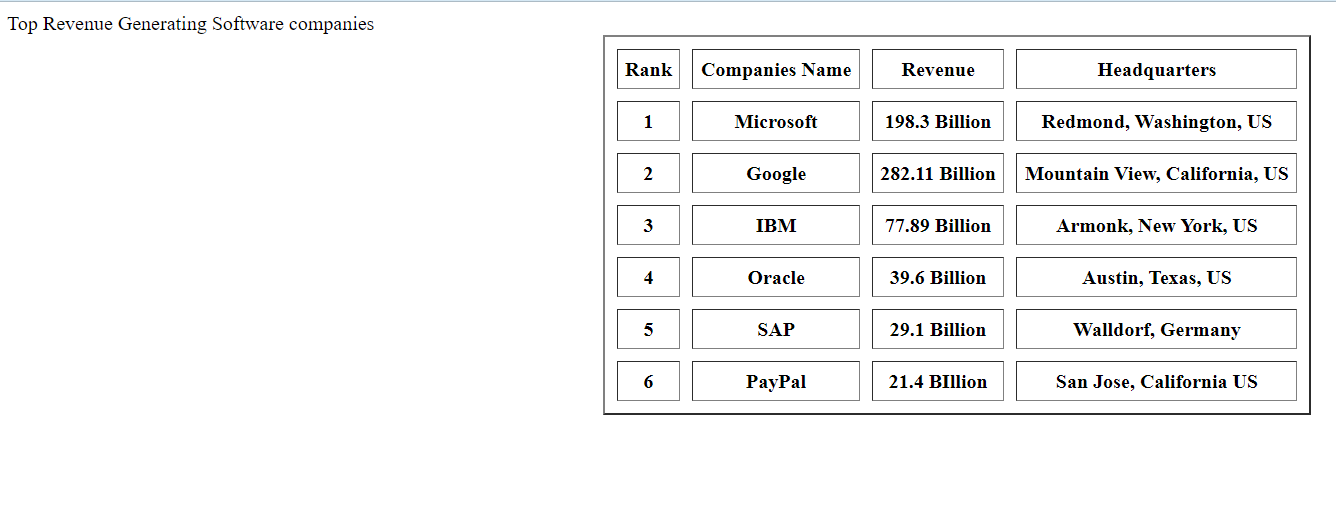 Top Revenue Generating Software companies
Rank Companies Name Revenue Headquarters
1 Microsoft 198.3 Billion Redmond, Washington, US
2 Google 282.11 Billion Mountain View, California, US
3 IBM 77.89 Billion Armonk, New York, US
4 Oracle 39.6 Billion Austin, Texas, US
5 SAP 29.1 Billion Walldorf, Germany
6 PayPal 21.4 BIllion San Jose, California US